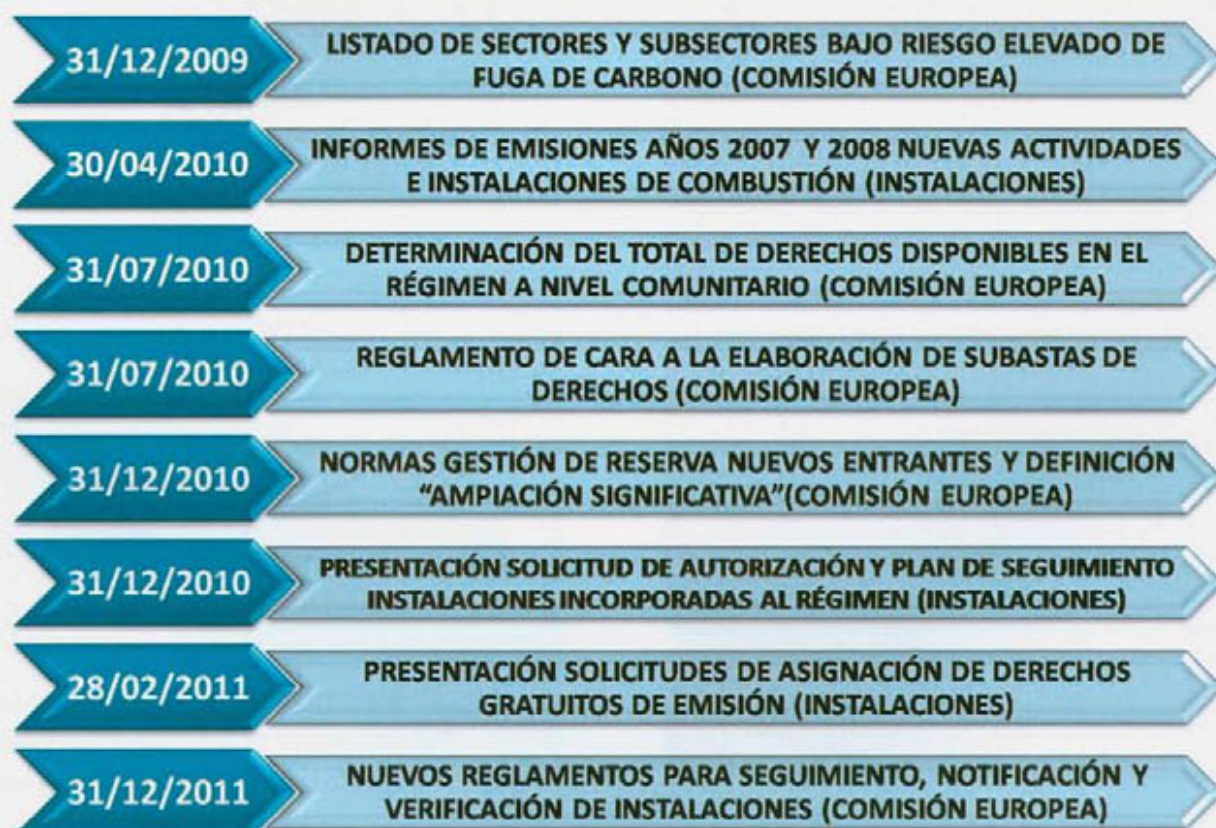 31/12/2009
LISTADO DE SECTORES Y SUBSECTORES BAJO RIESGO ELEVADO DE
FUGA DE CARBONO (COMISIÓN EUROPEA)
30/04/2010
INFORMES DE EMISIONES AÑOS 2007 Y 2008 NUEVAS ACTIVIDADES
E INSTALACIONES DE COMBUSTIÓN (INSTALACIONES)
31/07/2010
DETERMINACIÓN DEL TOTAL DE DERECHOS DISPONIBLES EN EL
RÉGIMEN A NIVEL COMUNITARIO (COMISIÓN EUROPEA)
31/07/2010
REGLAMENTO DE CARA A LA ELABORACIÓN DE SUBASTAS DE
DERECHOS (COMISIÓN EUROPEA)
31/12/2010
NORMAS GESTIÓN DE RESERVA NUEVOS ENTRANTES Y DEFINICIÓN
“AMPIACIÓN SIGNIFICATIVA”(COMISIÓN EUROPEA)
31/12/2010
PRESENTACIÓN SOLICITUD DE AUTORIZACIÓN Y PLAN DE SEGUIMIENTO
INSTALACIONES INCORPORADAS AL RÉGIMEN (INSTALACIONES)
28/02/2011
PRESENTACIÓN SOLICITUDES DE ASIGNACIÓN DE DERECHOS
GRATUITOS DE EMISIÓN (INSTALACIONES)
31/12/2011
NUEVOS REGLAMENTOS PARA SEGUIMIENTO, NOTIFICACIÓN Y
VERIFICACIÓN DE INSTALACIONES (COMISIÓN EUROPEA)